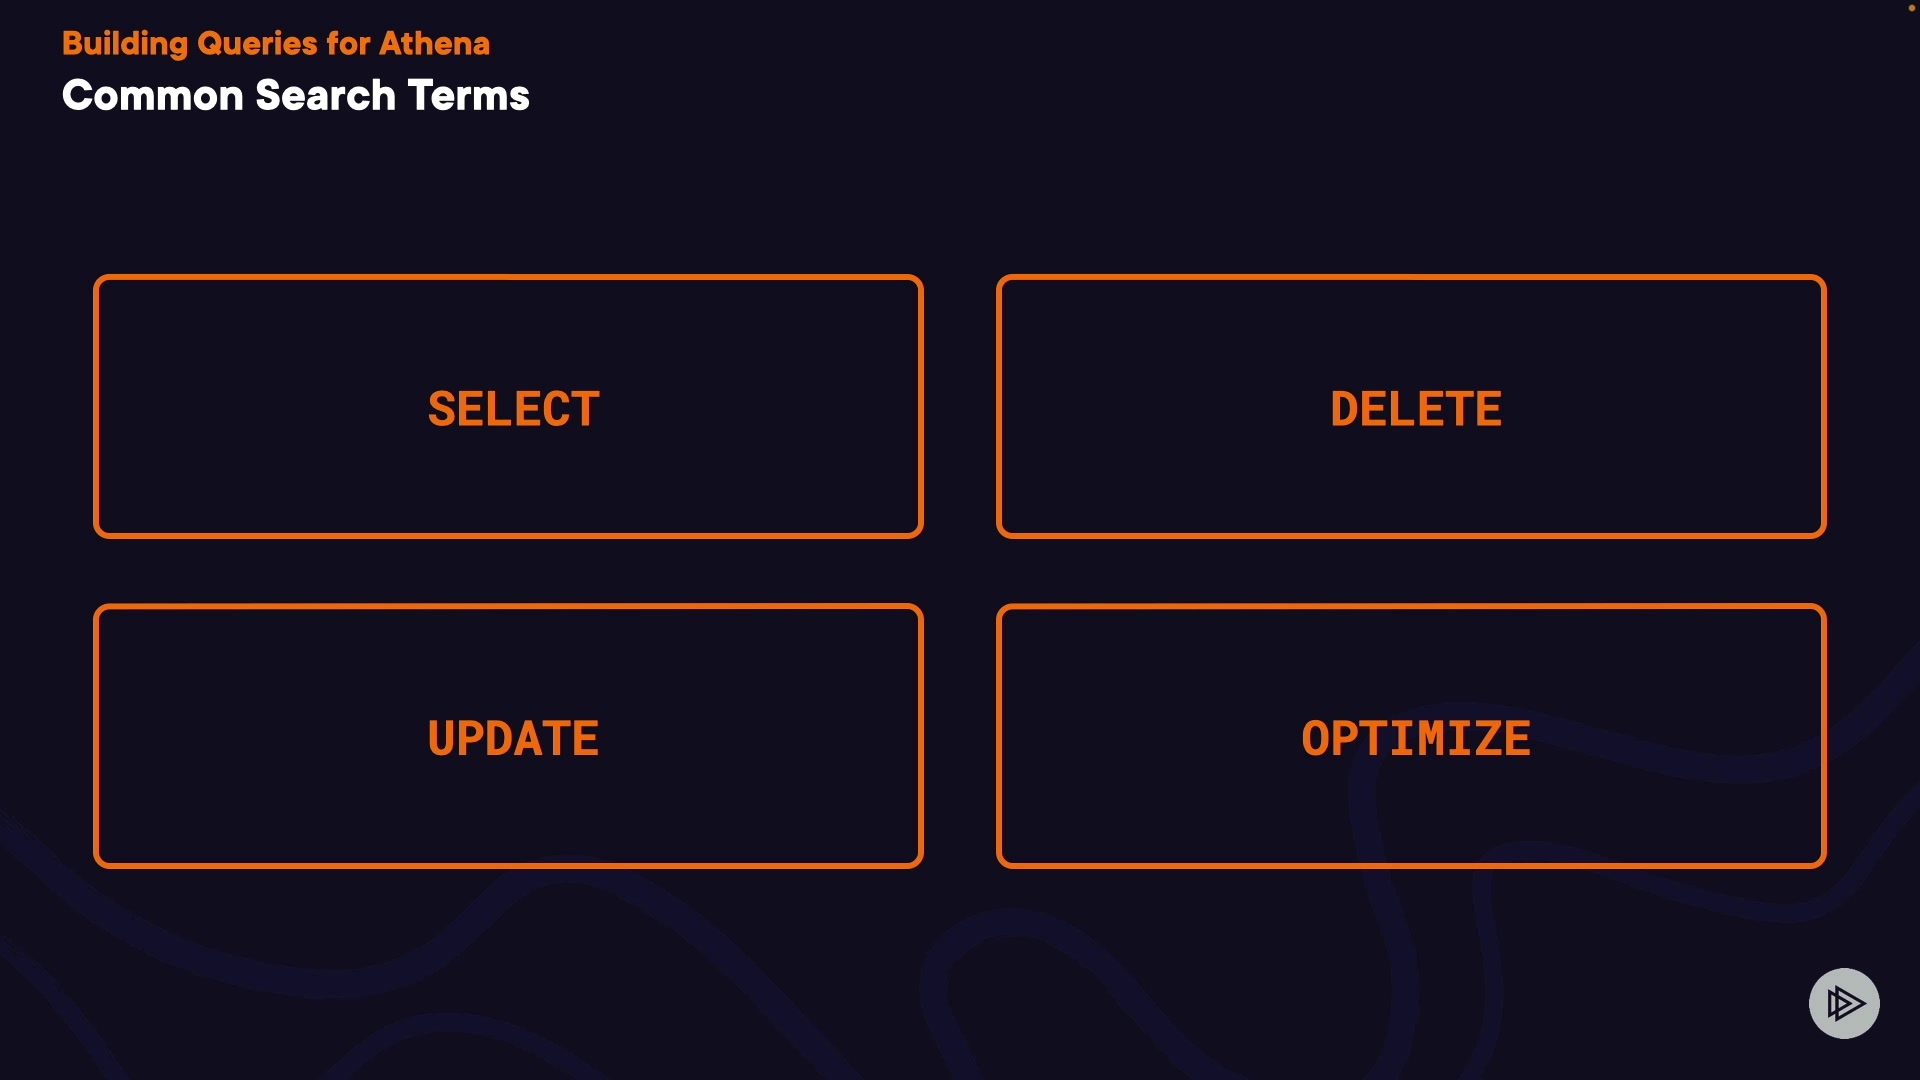 Building Queries for Athena
Common Search Terms
SELECT
DELETE
UPDATE
OPTIMIZE